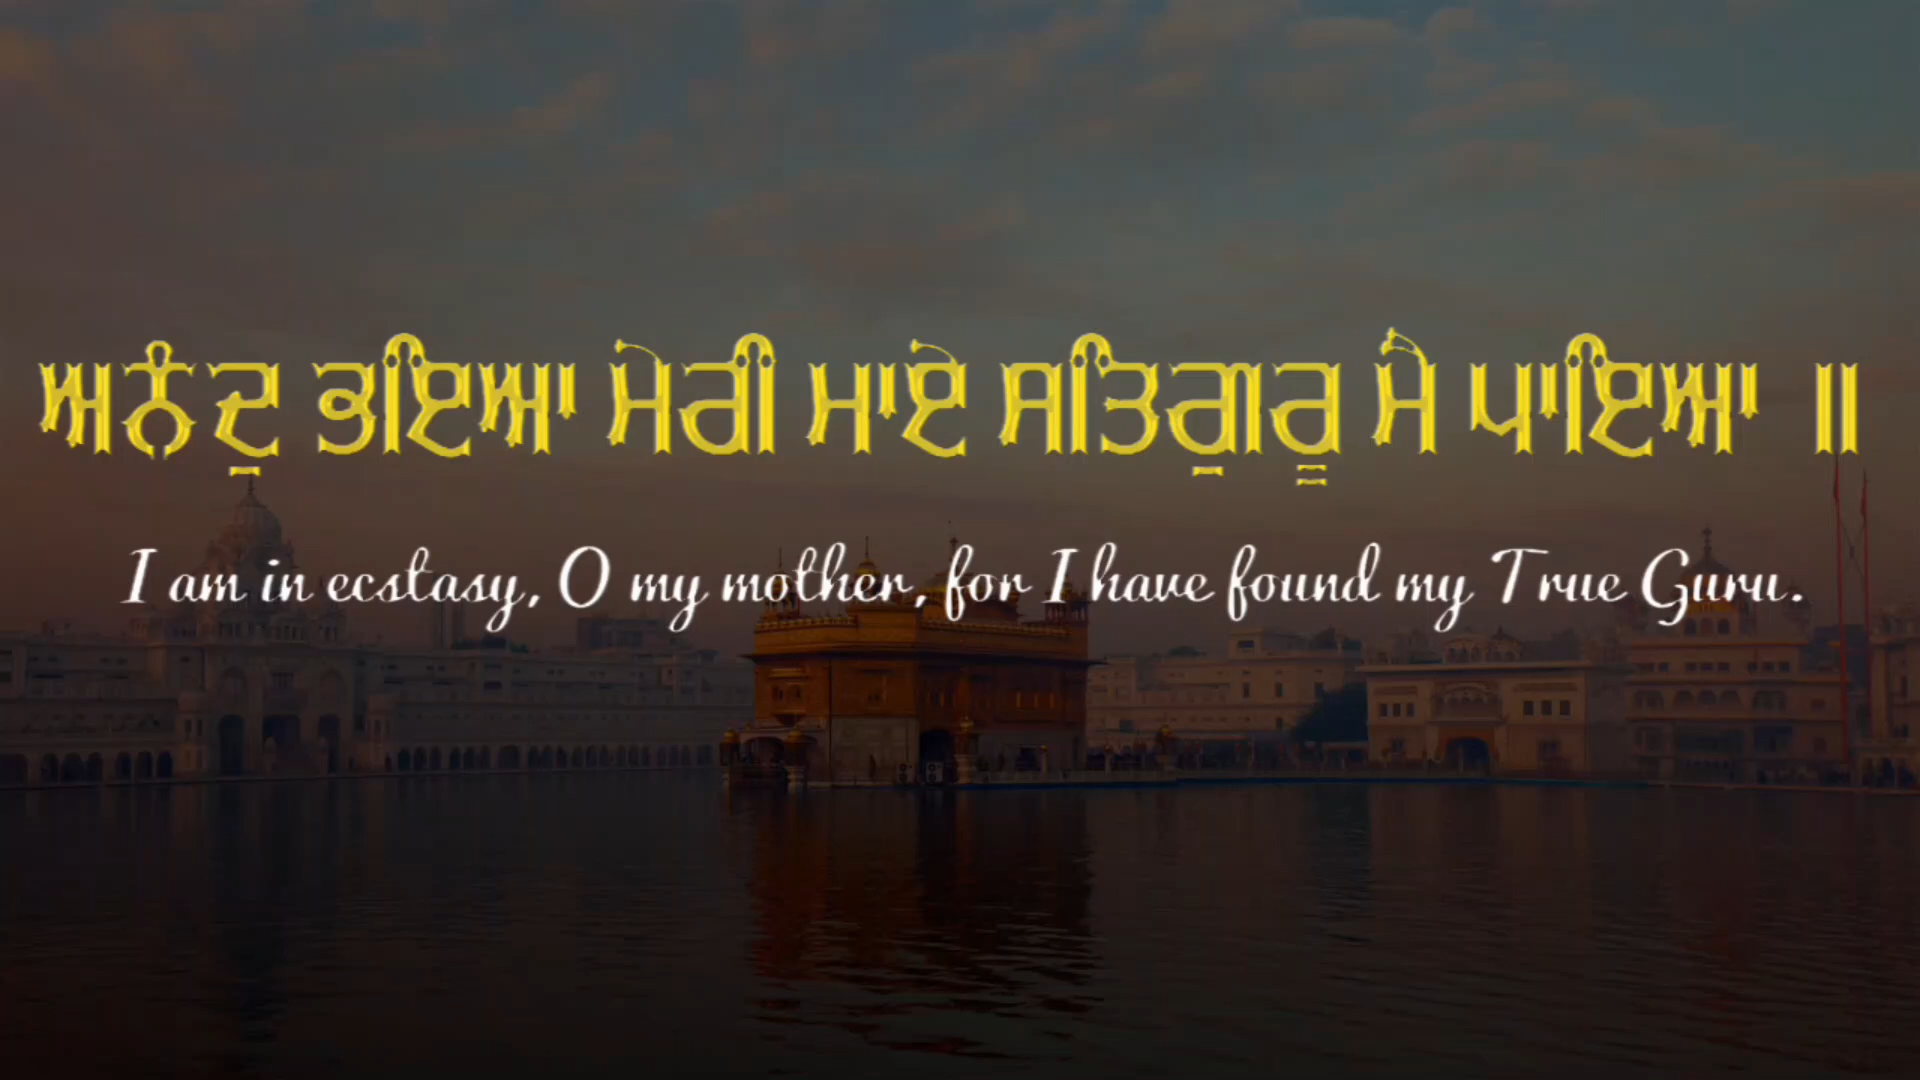 ਅਨੰਦੁ ਭਇਆ ਮੇਰੀ ਮਾਏ ਸਤਿਗੁਰੂ ਮੈ ਪਾਇਆ ॥
I am in ecstasy, O my mother, for I have found my True Guru.